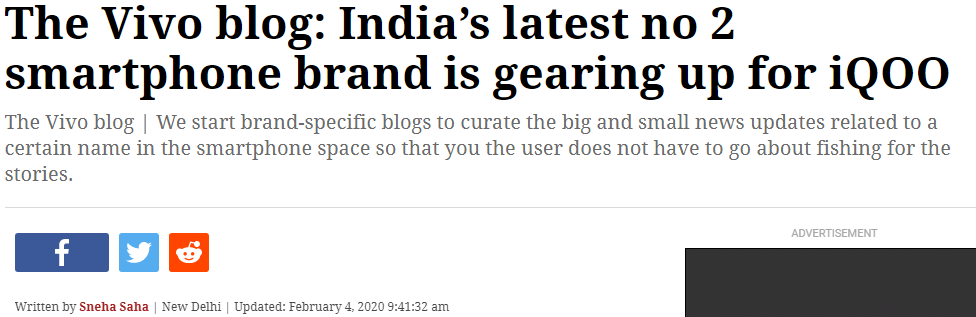 The Vivo blog: India’s latest no 2
smartphone brand is gearing up for iQOO
The Vivo blog | We start brand-specific blogs to curate the big and small news updates related to a
certain name in the smartphone space so that you the user does not have to go about fishing for the
stories.
ADVERTISEMENT
Written by Sneha Saha | New Delhi | Updated: February 4, 2020 9:41:32 am